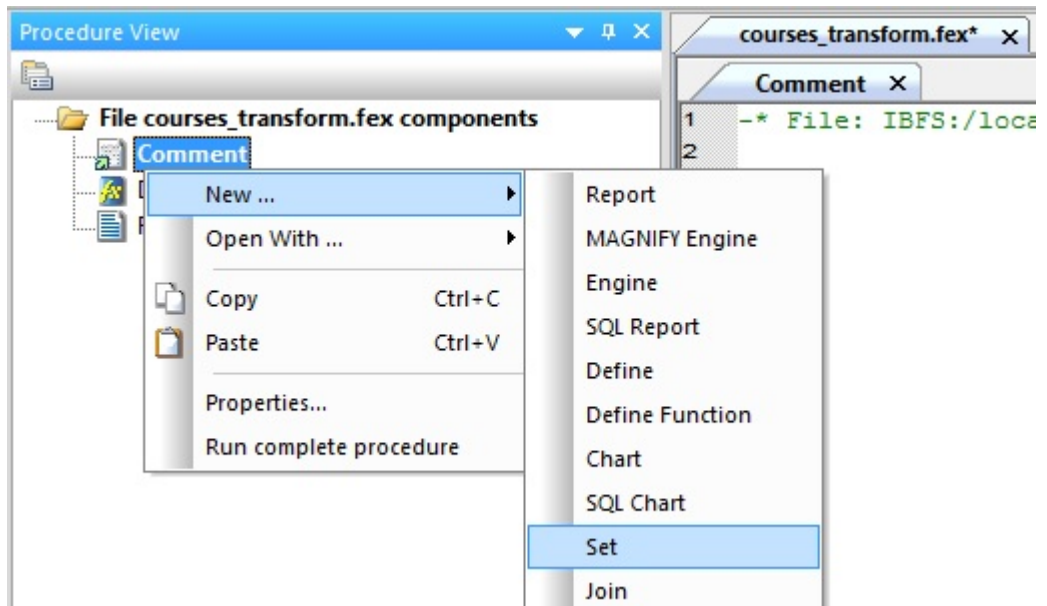 Procedure View
courses_transform.fex*
Comment
File courses_transform.fex components
1 -* File: IBFS:/loca
2
Comment
New ...
Open With ...
Copy Ctrl+C
Paste Ctrl+V
Properties...
Run complete procedure
Report
MAGNIFY Engine
Engine
SQL Report
Define
Define Function
Chart
SQL Chart
Set
Join